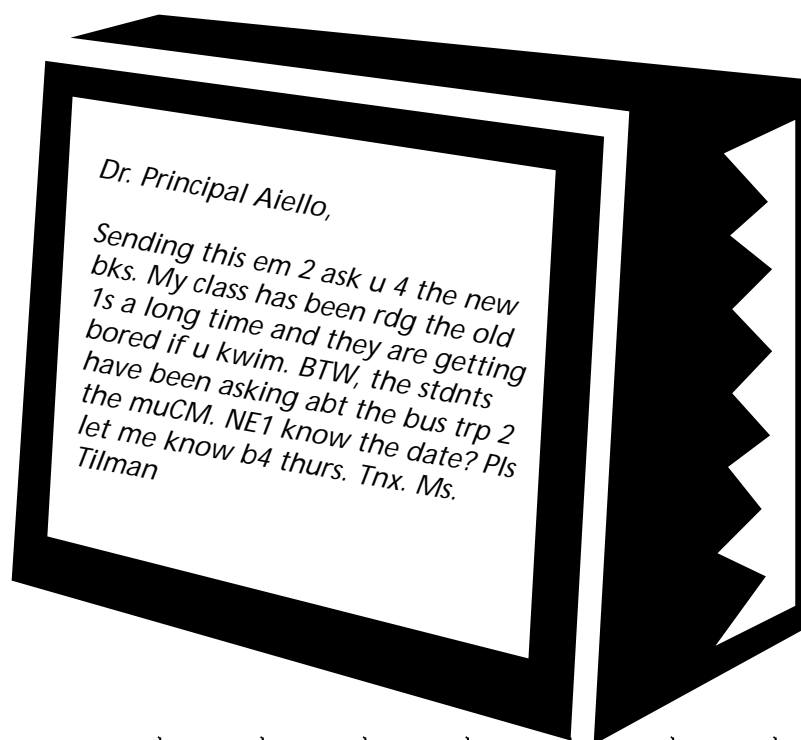 Dr. Principal Aiello,
Sending this em 2 ask u 4 the new
bks. My class has been rdg the old
1s a long time and they are getting
bored if u kwim. BTW, the stdnts
have been asking abt the bus trp 2
the muCM. NE1 know the date? Pls
let me know b4 thurs. Tnx. Ms.
Tilman